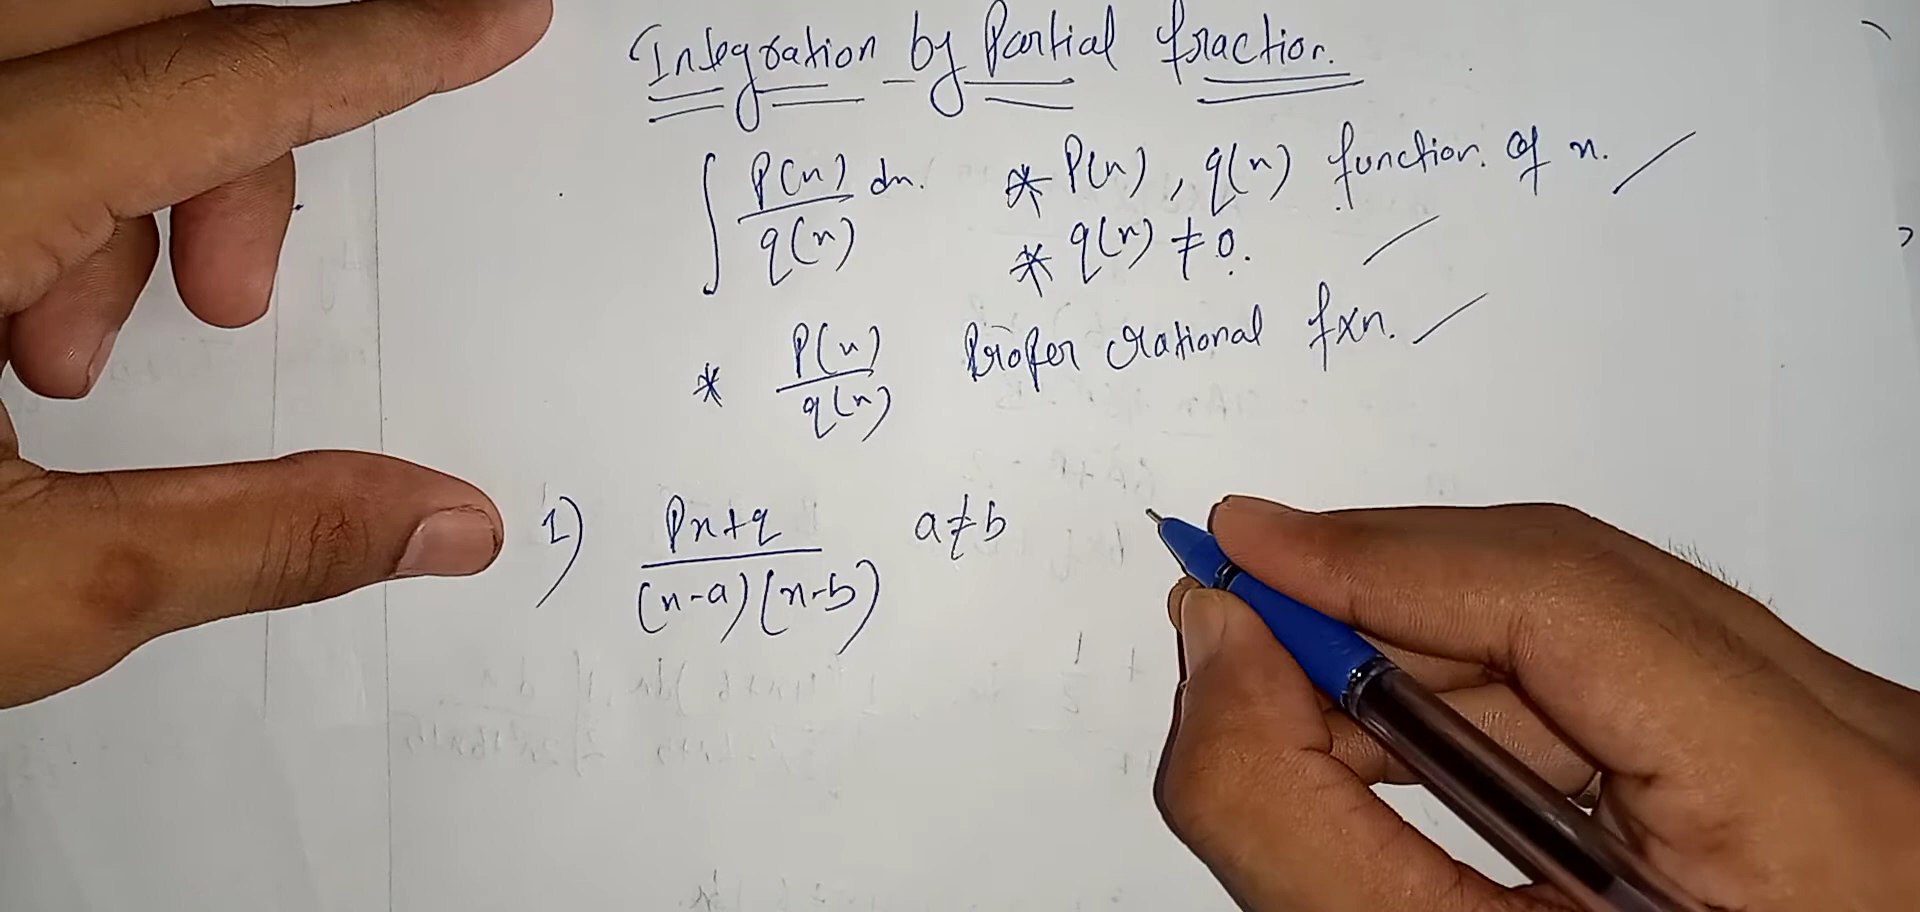 Integration by Partial fraction.
∫ P(x)/q(x) dx. * P(x), q(x) function. of x.
* q(x) ≠ 0.
* P(x)/q(x) Proper rational fxn.
1) Px+q/(x-a)(x-b) a≠b